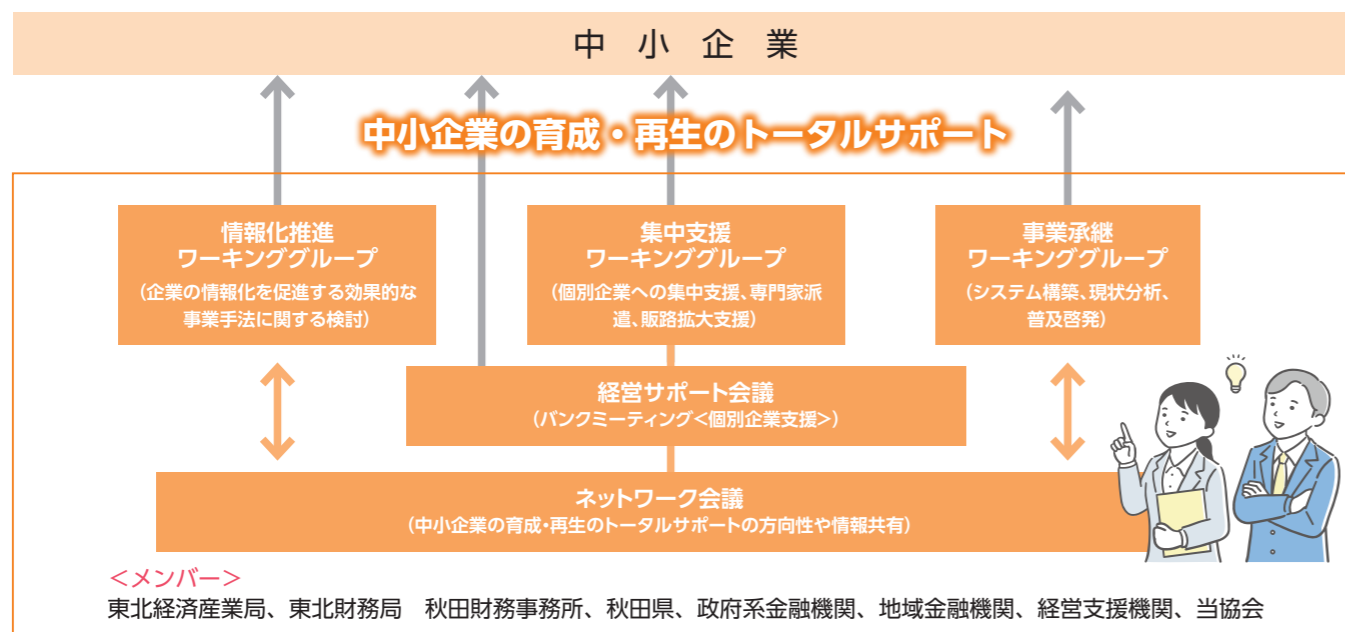 中小企業
中小企業の育成・再生のトータルサポート
情報化推進
ワーキンググループ
(企業の情報化を促進する効果的な
事業手法に関する検討)
集中支援
ワーキンググループ
(個別企業への集中支援、専門家派
遣、販路拡大支援)
事業承継
ワーキンググループ
(システム構築、現状分析、
普及啓発)
経営サポート会議
(バンクミーティング<個別企業支援>)
ネットワーク会議
(中小企業の育成・再生のトータルサポートの方向性や情報共有)
＜メンバー＞
東北経済産業局、東北財務局　秋田財務事務所、秋田県、政府系金融機関、地域金融機関、経営支援機関、当協会